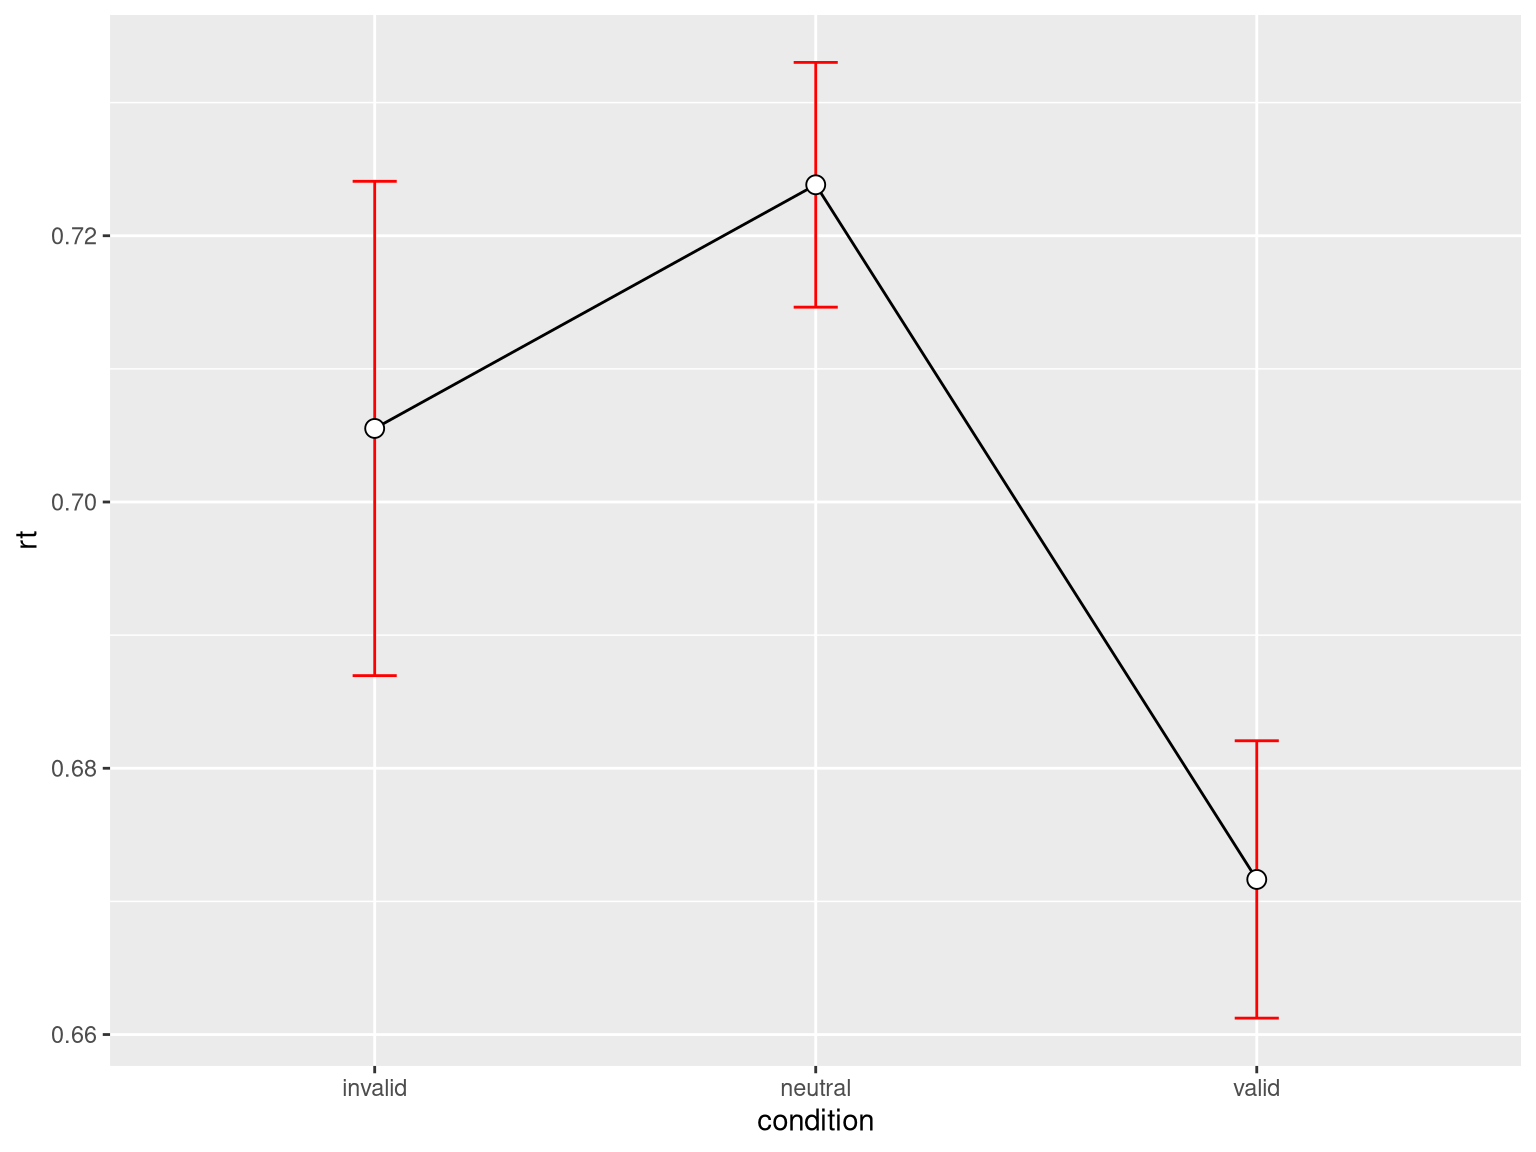 rt
0.72
0.70
0.68
0.66
invalid neutral valid
condition